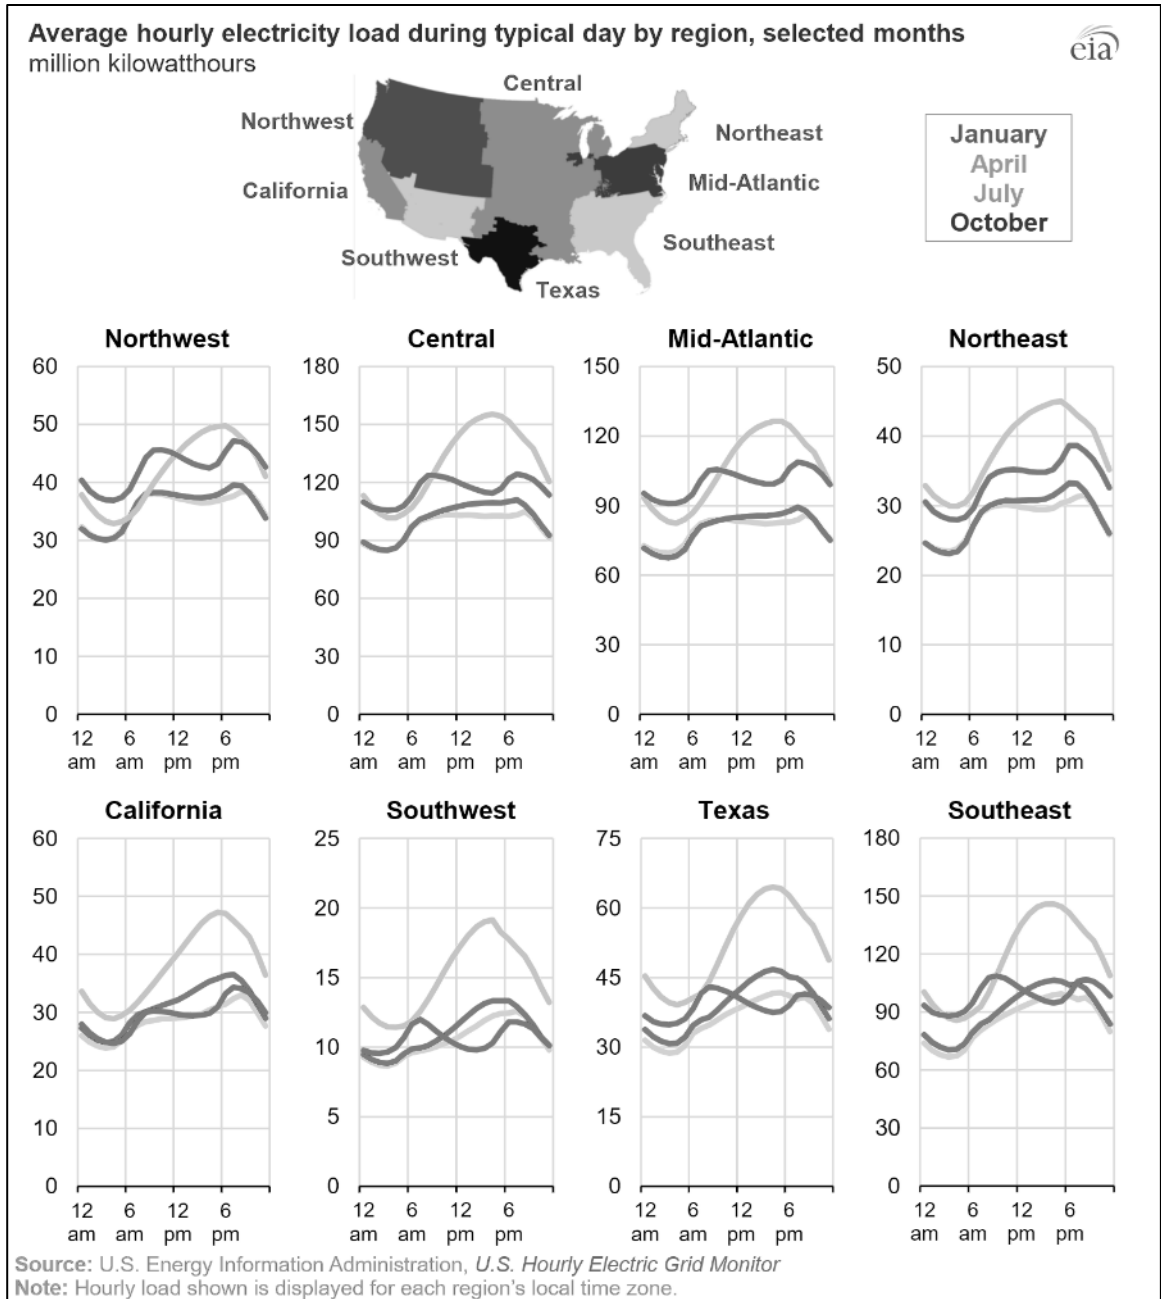 Average hourly electricity load during typical day by region, selected months
million kilowatthours
eia
Central
Northwest
Northeast
California
Mid-Atlantic
Southwest
Southeast
Texas
January
April
July
October
Northwest
60
50
40
30
20
10
0
12 am
6 am
12 pm
6 pm
Central
180
150
120
90
60
30
0
12 am
6 am
12 pm
6 pm
Mid-Atlantic
150
120
90
60
30
0
12 am
6 am
12 pm
6 pm
Northeast
50
40
30
20
10
0
12 am
6 am
12 pm
6 pm
California
60
50
40
30
20
10
0
12 am
6 am
12 pm
6 pm
Southwest
25
20
15
10
5
0
12 am
6 am
12 pm
6 pm
Texas
75
60
45
30
15
0
12 am
6 am
12 pm
6 pm
Southeast
180
150
120
90
60
30
0
12 am
6 am
12 pm
6 pm
Source: U.S. Energy Information Administration, U.S. Hourly Electric Grid Monitor
Note: Hourly load shown is displayed for each region's local time zone.